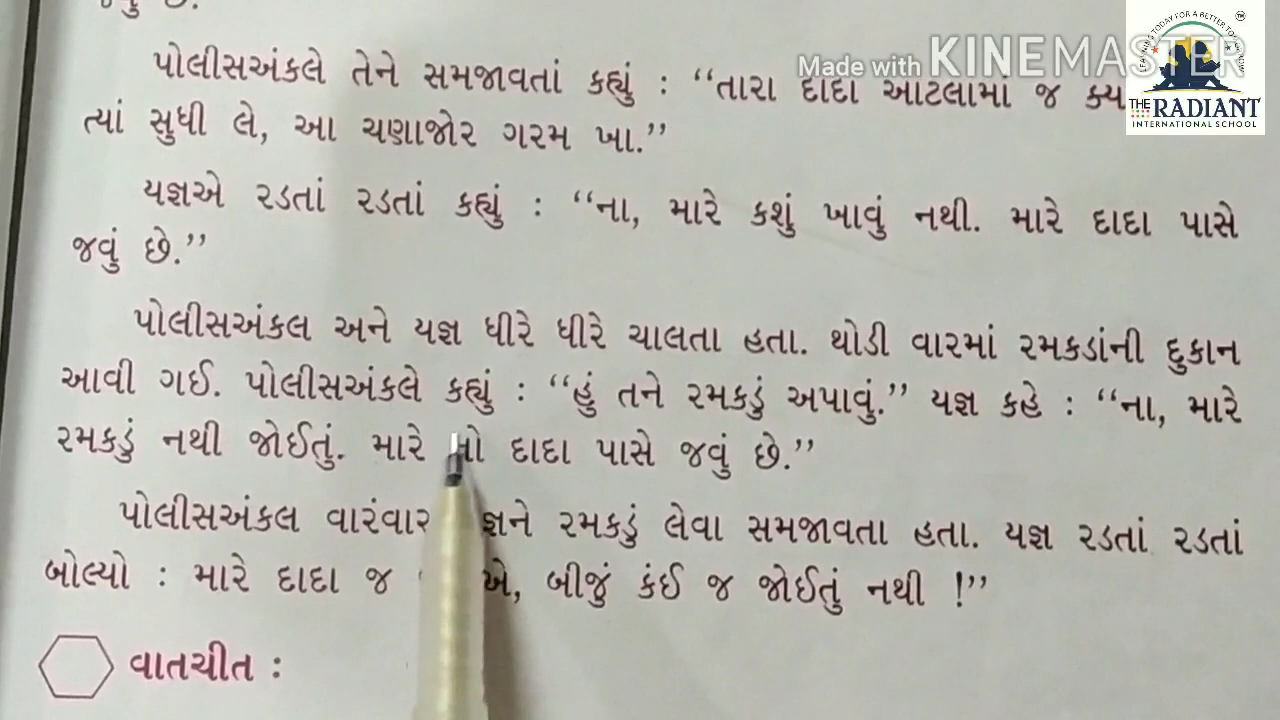 પોલીસઅંકલે તેને સમજાવતાં કહ્યું : “તારા દાદા આટલામાં જ
ત્યાં સુધી લે, આ ચણાજોર ગરમ ખા.”
યજ્ઞએ રડતાં રડતાં કહ્યું : “ના, મારે કશું ખાવું નથી. મારે દાદા પાસે
જવું છે.”
પોલીસઅંકલ અને યજ્ઞ ધીરે ધીરે ચાલતા હતા. થોડી વારમાં રમકડાંની દુકાન
આવી ગઈ. પોલીસઅંકલે કહ્યું : “હું તને રમકડું અપાવું.” યજ્ઞ કહે : “ના, મારે
રમકડું નથી જોઈતું. મારે તો દાદા પાસે જવું છે.”
પોલીસઅંકલ વારંવાર રમકડું લેવા સમજાવતા હતા. યજ્ઞ રડતાં રડતાં
બોલ્યો : મારે દાદા જ બીજું કંઈ જ જોઈતું નથી !”
વાતચીત :
Made with KINEMASTER
THE RADIANT
INTERNATIONAL SCHOOL